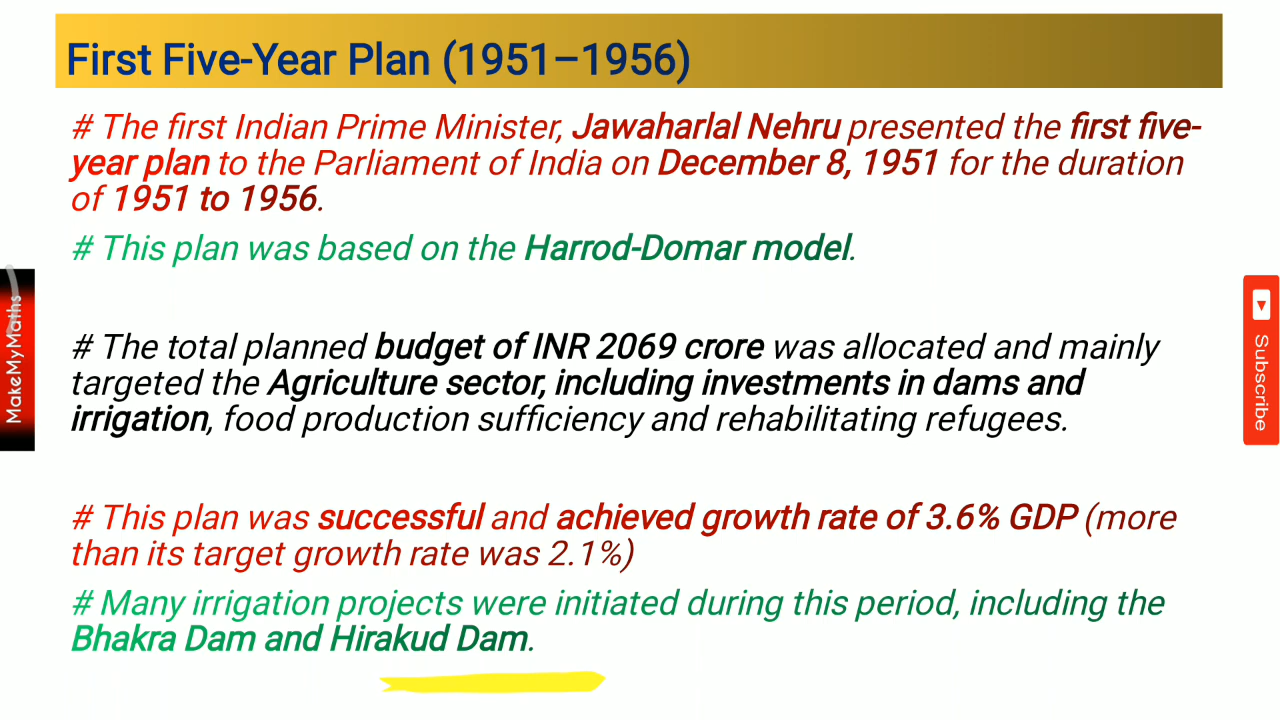 First Five-Year Plan (1951–1956)
# The first Indian Prime Minister, Jawaharlal Nehru presented the first five-
year plan to the Parliament of India on December 8, 1951 for the duration
of 1951 to 1956.
# This plan was based on the Harrod-Domar model.
# The total planned budget of INR 2069 crore was allocated and mainly
targeted the Agriculture sector, including investments in dams and
irrigation, food production sufficiency and rehabilitating refugees.
# This plan was successful and achieved growth rate of 3.6% GDP (more
than its target growth rate was 2.1%)
# Many irrigation projects were initiated during this period, including the
Bhakra Dam and Hirakud Dam.
MakeMyMaths
Subscribe